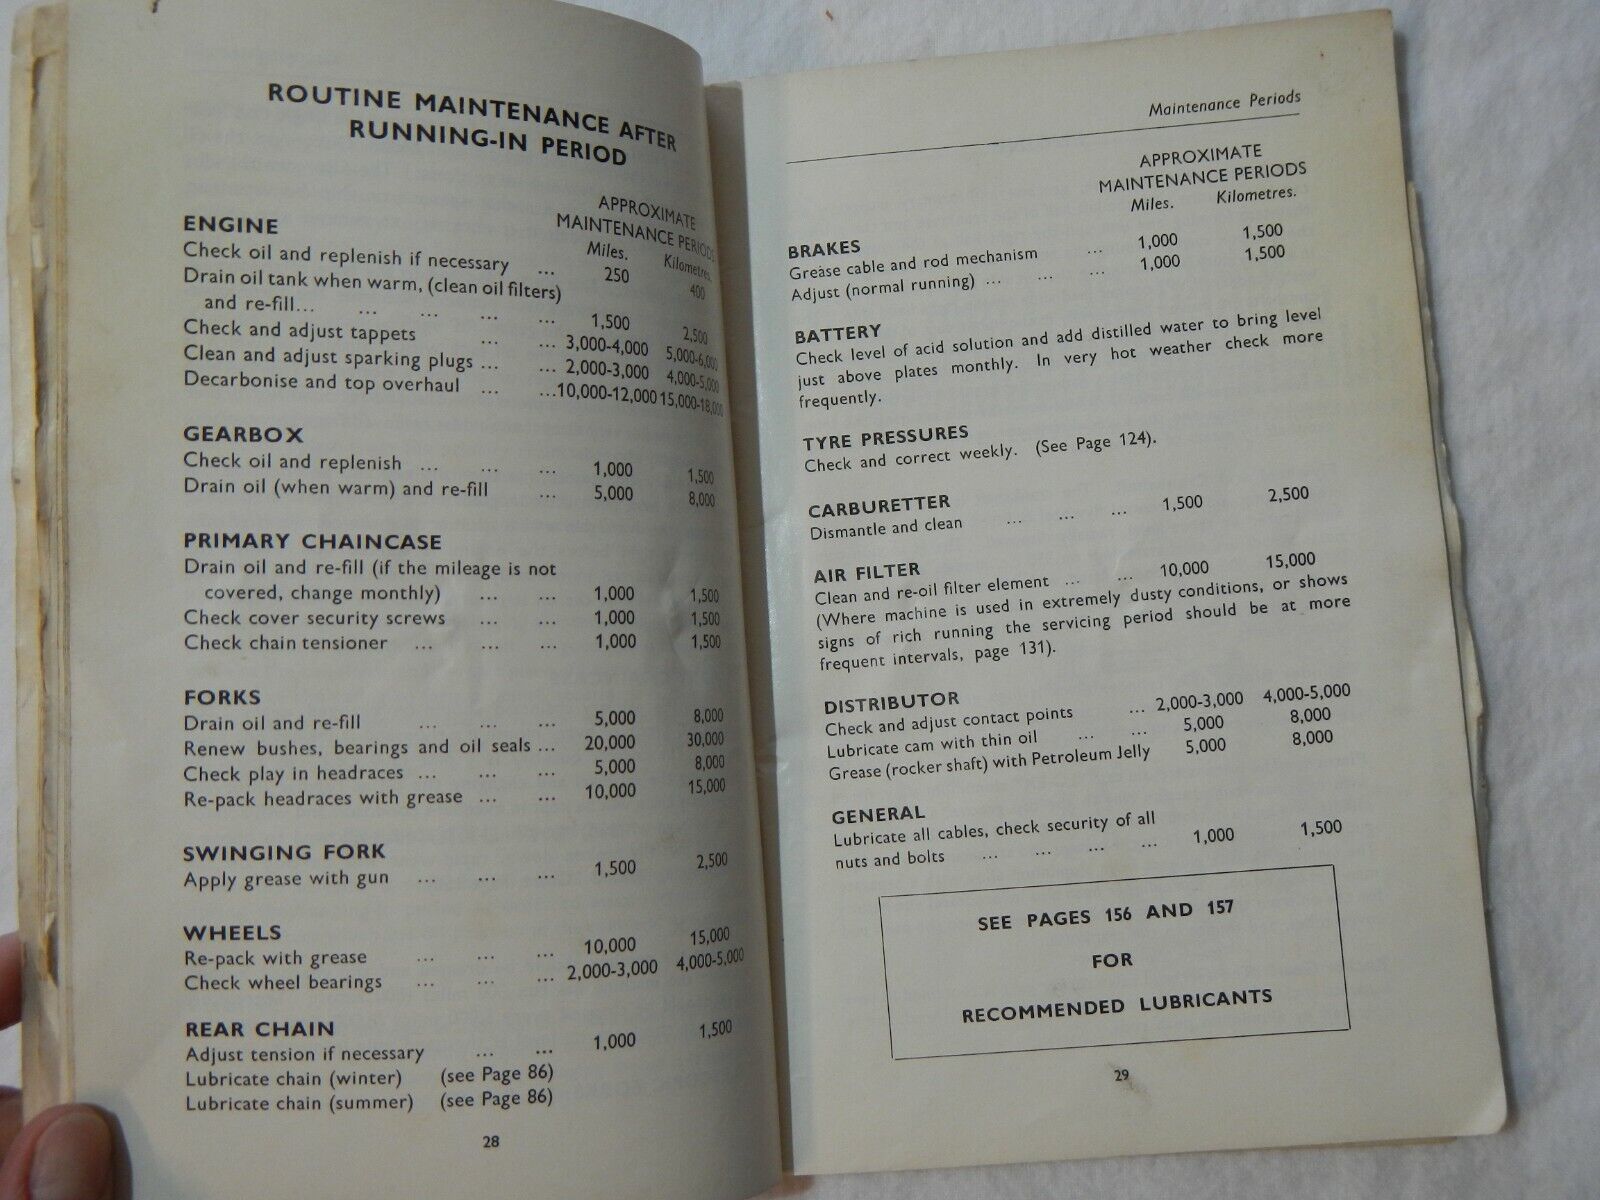 ROUTINE MAINTENANCE AFTER
RUNNING-IN PERIOD
APPROXIMATE
MAINTENANCE PERIODS
Miles. Kilometres.
ENGINE
Check oil and replenish if necessary ... 250 400
Drain oil tank when warm, (clean oil filters)
and re-fill... ... ... ... ... 1,500 2,500
Check and adjust tappets ... ... 3,000-4,000 5,000-6,000
Clean and adjust sparking plugs ... ... 2,000-3,000 4,000-5,000
Decarbonise and top overhaul ... ...10,000-12,000 15,000-18,000
GEARBOX
Check oil and replenish ... ... ... 1,000 1,500
Drain oil (when warm) and re-fill ... 5,000 8,000
PRIMARY CHAINCASE
Drain oil and re-fill (if the mileage is not
covered, change monthly) ... ... 1,000 1,500
Check cover security screws ... ... 1,000 1,500
Check chain tensioner ... ... ... 1,000 1,500
FORKS
Drain oil and re-fill ... ... ... 5,000 8,000
Renew bushes, bearings and oil seals ... 20,000 30,000
Check play in headraces ... ... ... 5,000 8,000
Re-pack headraces with grease ... ... 10,000 15,000
SWINGING FORK
Apply grease with gun ... ... ... 1,500 2,500
WHEELS
Re-pack with grease ... ... ... 10,000 15,000
Check wheel bearings ... ... ... 2,000-3,000 4,000-5,000
REAR CHAIN
Adjust tension if necessary ... ... 1,000 1,500
Lubricate chain (winter) (see Page 86)
Lubricate chain (summer) (see Page 86)
28
Maintenance Periods
APPROXIMATE
MAINTENANCE PERIODS
Miles. Kilometres.
BRAKES
Grease cable and rod mechanism ... 1,000 1,500
Adjust (normal running) ... ... ... 1,000 1,500
BATTERY
Check level of acid solution and add distilled water to bring level
just above plates monthly. In very hot weather check more
frequently.
TYRE PRESSURES
Check and correct weekly. (See Page 124).
CARBURETTER
Dismantle and clean ... ... ... 1,500 2,500
AIR FILTER
Clean and re-oil filter element ... ... 10,000 15,000
(Where machine is used in extremely dusty conditions, or shows
signs of rich running the servicing period should be at more
frequent intervals, page 131).
DISTRIBUTOR
Check and adjust contact points ... 2,000-3,000 4,000-5,000
Lubricate cam with thin oil ... ... 5,000 8,000
Grease (rocker shaft) with Petroleum Jelly 5,000 8,000
GENERAL
Lubricate all cables, check security of all
nuts and bolts ... ... ... ... 1,000 1,500
SEE PAGES 156 AND 157
FOR
RECOMMENDED LUBRICANTS
29